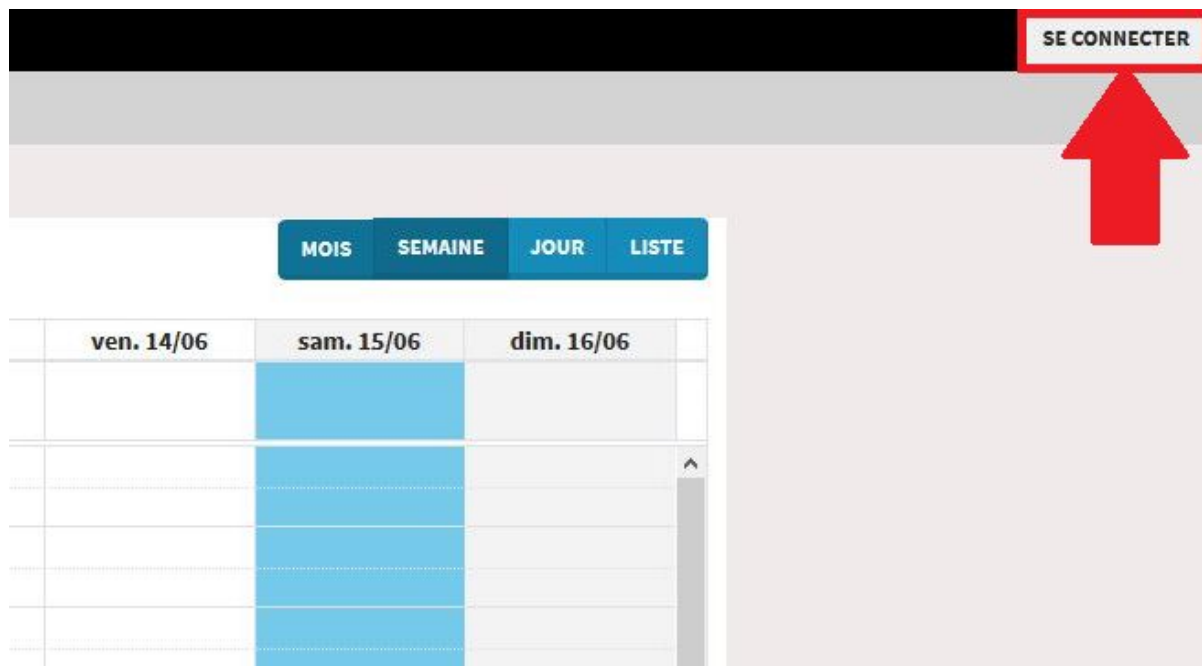 SE CONNECTER
MOIS SEMAINE JOUR LISTE
ven. 14/06 sam. 15/06 dim. 16/06